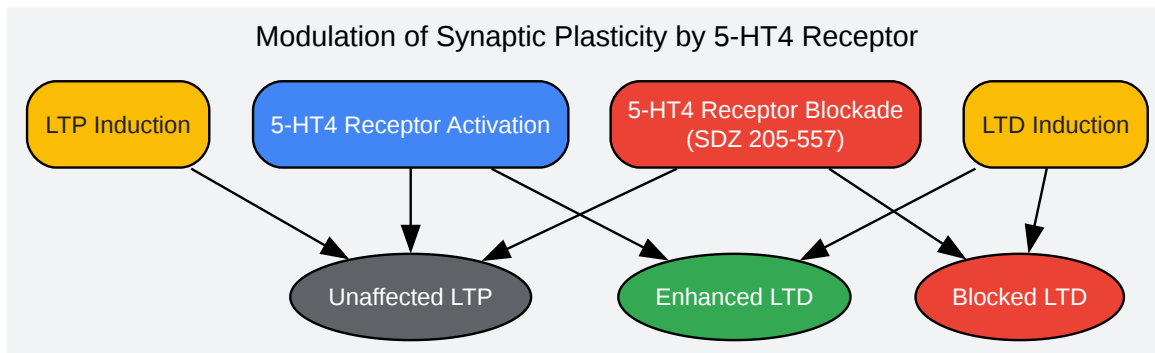 Modulation of Synaptic Plasticity by 5-HT4 Receptor
LTP Induction
5-HT4 Receptor Activation
5-HT4 Receptor Blockade
(SDZ 205-557)
LTD Induction
Unaffected LTP
Enhanced LTD
Blocked LTD